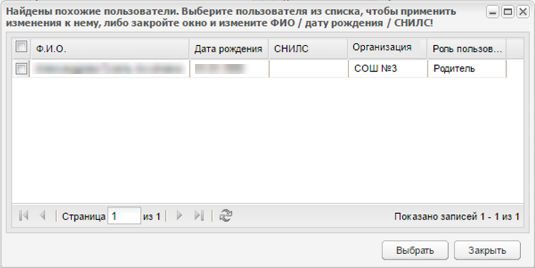 Найдены похожие пользователи. Выберите пользователя из списка, чтобы применить
изменения к нему, либо закройте окно и измените ФИО / дату рождения / СНИЛС!
Ф.И.О. Дата рождения СНИЛС Организация Роль пользов...
СОШ №3 Родитель
Страница 1 из 1 Показано записей 1 - 1 из 1
Выбрать Закрыть